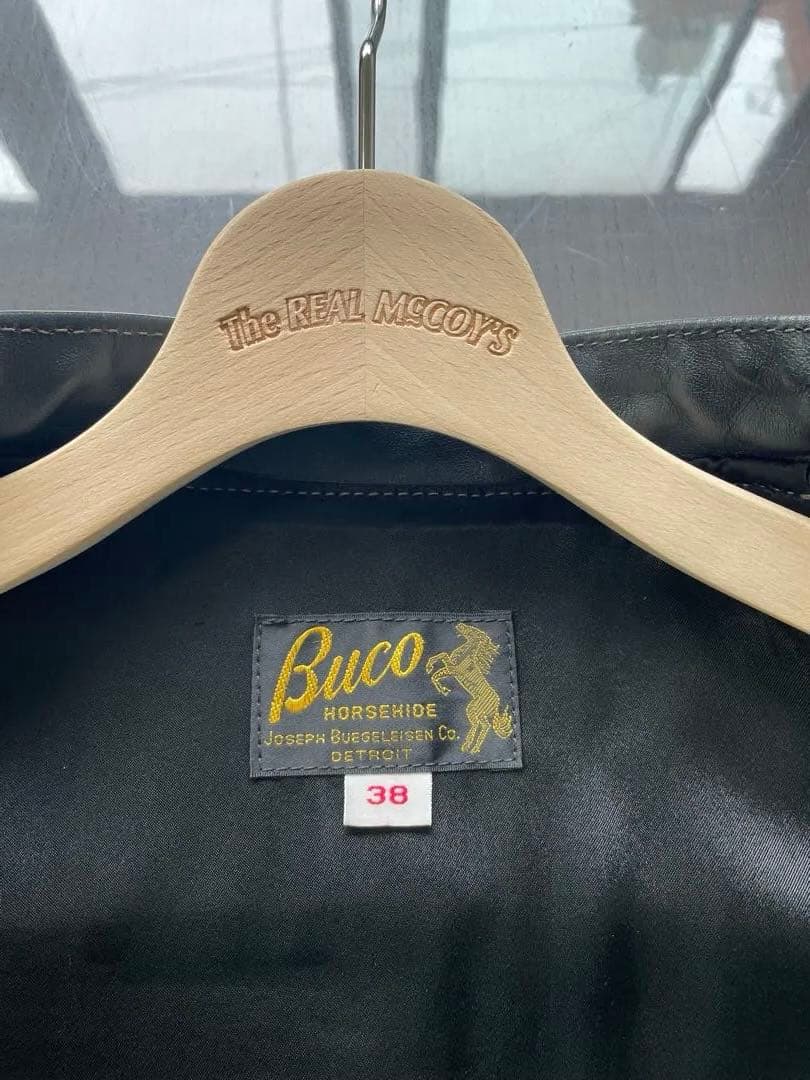 The REAL McCOY'S
Buco
HORSEHIDE
JOSEPH BUEGELEISEN CO.
DETROIT
38